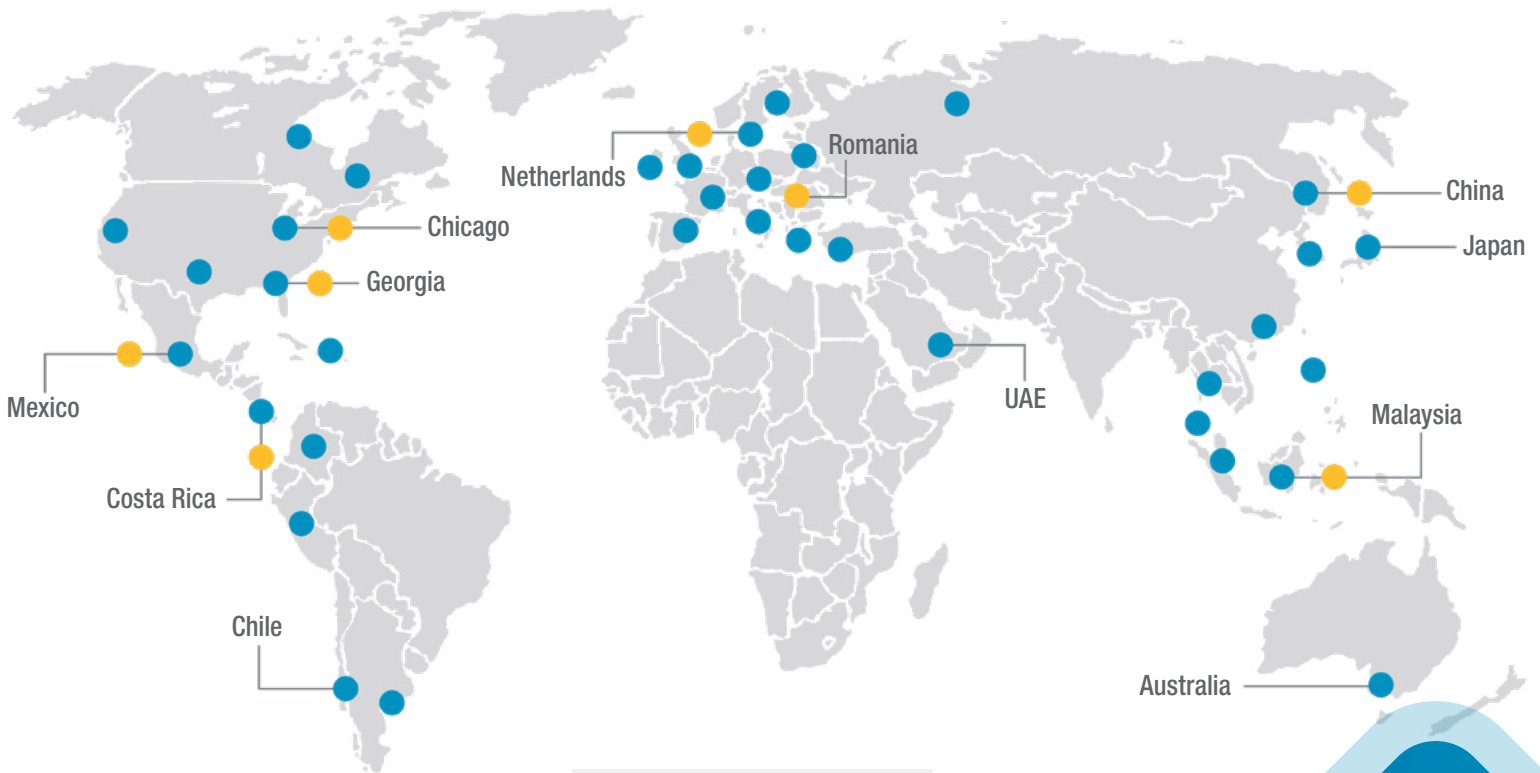 Romania
Netherlands
China
Chicago
Japan
Georgia
UAE
Mexico
Malaysia
Costa Rica
Chile
Australia